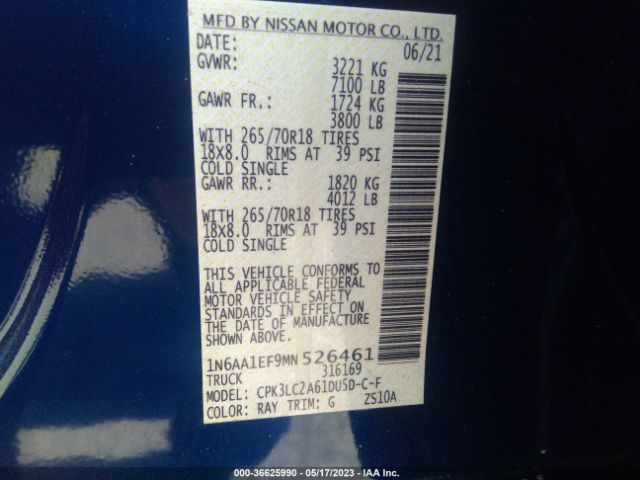 MFD BY NISSAN MOTOR CO., LTD.
DATE: 06/21
GVWR: 3221 KG
7100 LB
GAWR FR.: 1724 KG
3800 LB
WITH 265/70R18 TIRES
18X8.0 RIMS AT 39 PSI
COLD SINGLE
GAWR RR.: 1820 KG
4012 LB
WITH 265/70R18 TIRES
18X8.0 RIMS AT 39 PSI
COLD SINGLE
THIS VEHICLE CONFORMS TO
ALL APPLICABLE FEDERAL
MOTOR VEHICLE SAFETY
STANDARDS IN EFFECT ON
THE DATE OF MANUFACTURE
SHOWN ABOVE.
1N6AA1EF9MN526461
TRUCK 316169
MODEL: CPK3LC2A61DU5D-C-F
COLOR: RAY TRIM: G ZS10A
000-36625990 - 05/17/2023 - IAA Inc.